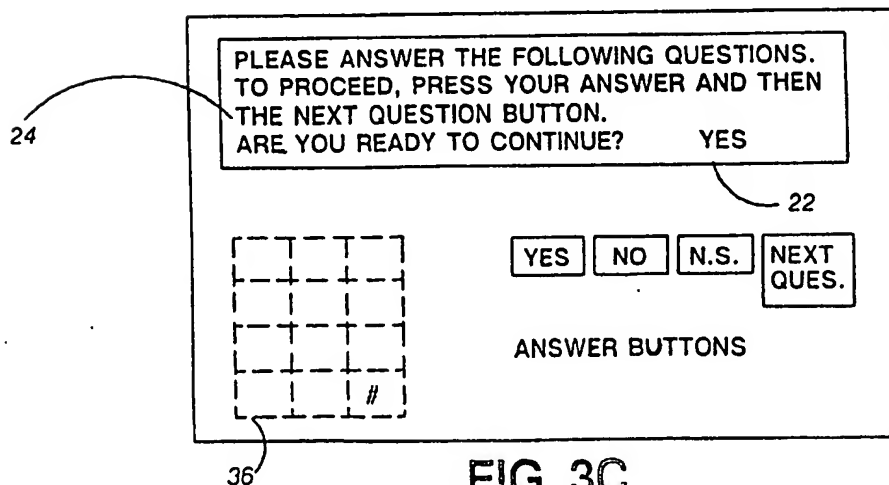 PLEASE ANSWER THE FOLLOWING QUESTIONS.
TO PROCEED, PRESS YOUR ANSWER AND THEN
THE NEXT QUESTION BUTTON.
ARE YOU READY TO CONTINUE? YES
24
22
YES NO N.S. NEXT
QUES.
ANSWER BUTTONS
#
36
FIG. 3C